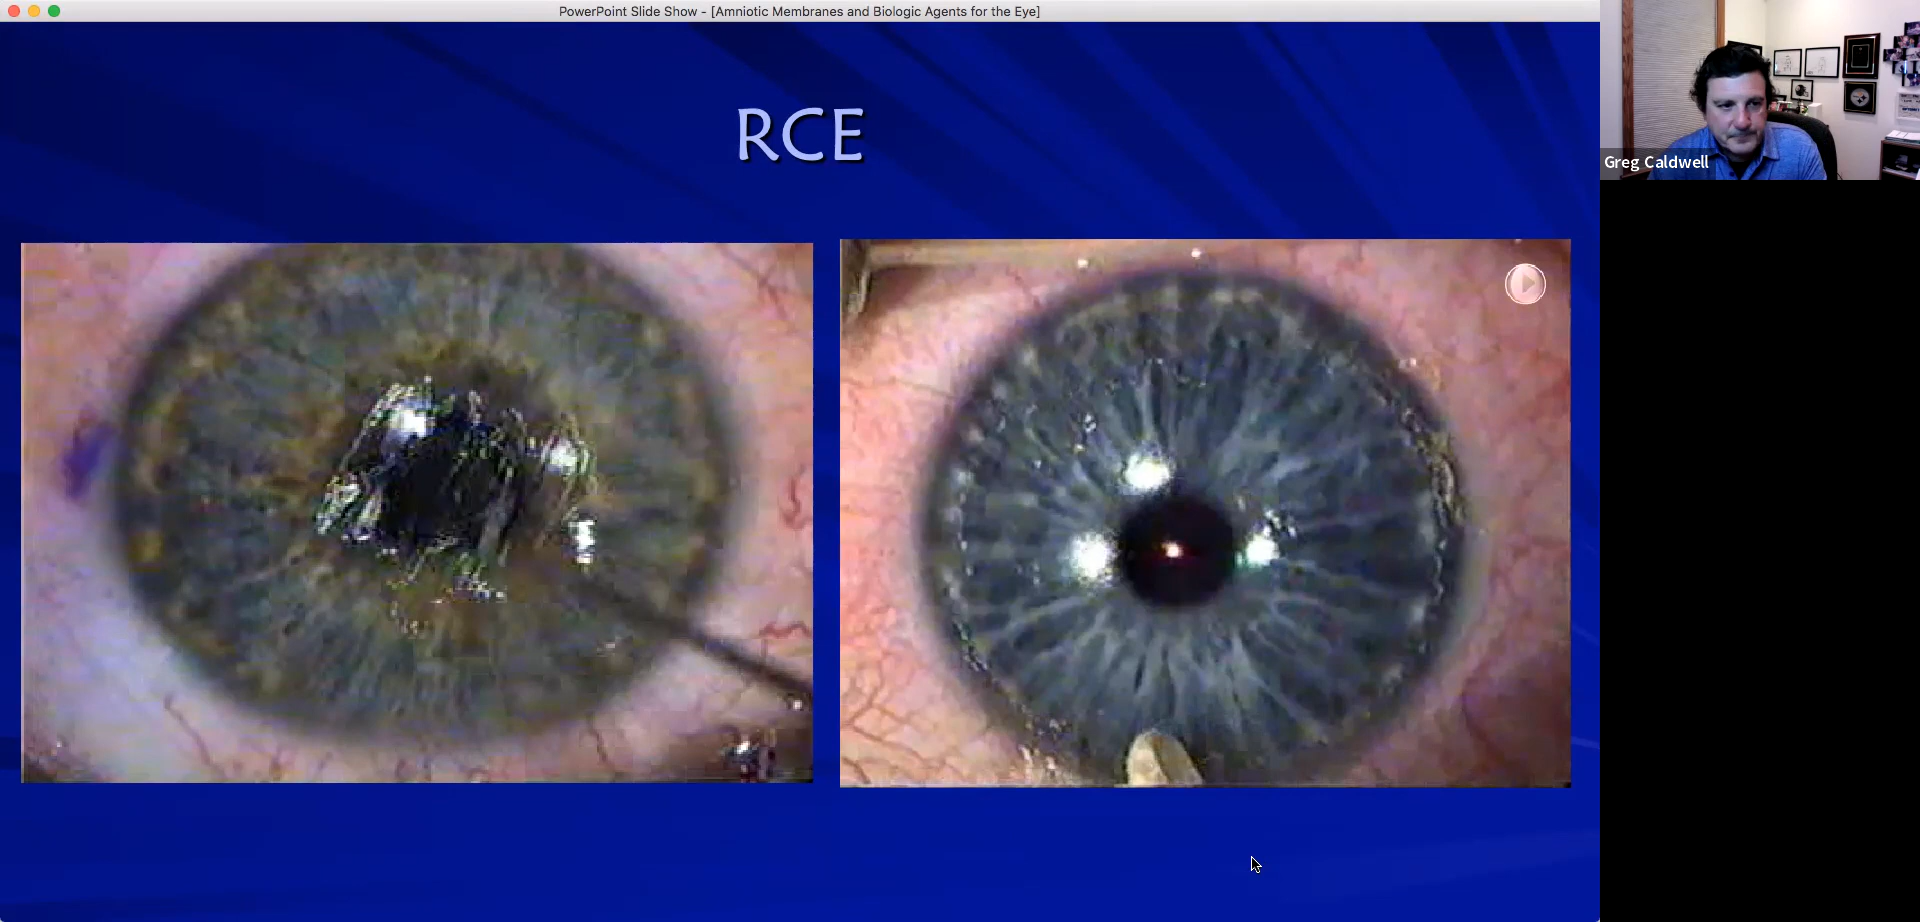 PowerPoint Slide Show - [Amniotic Membranes and Biologic Agents for the Eye]
RCE
Greg Caldwell